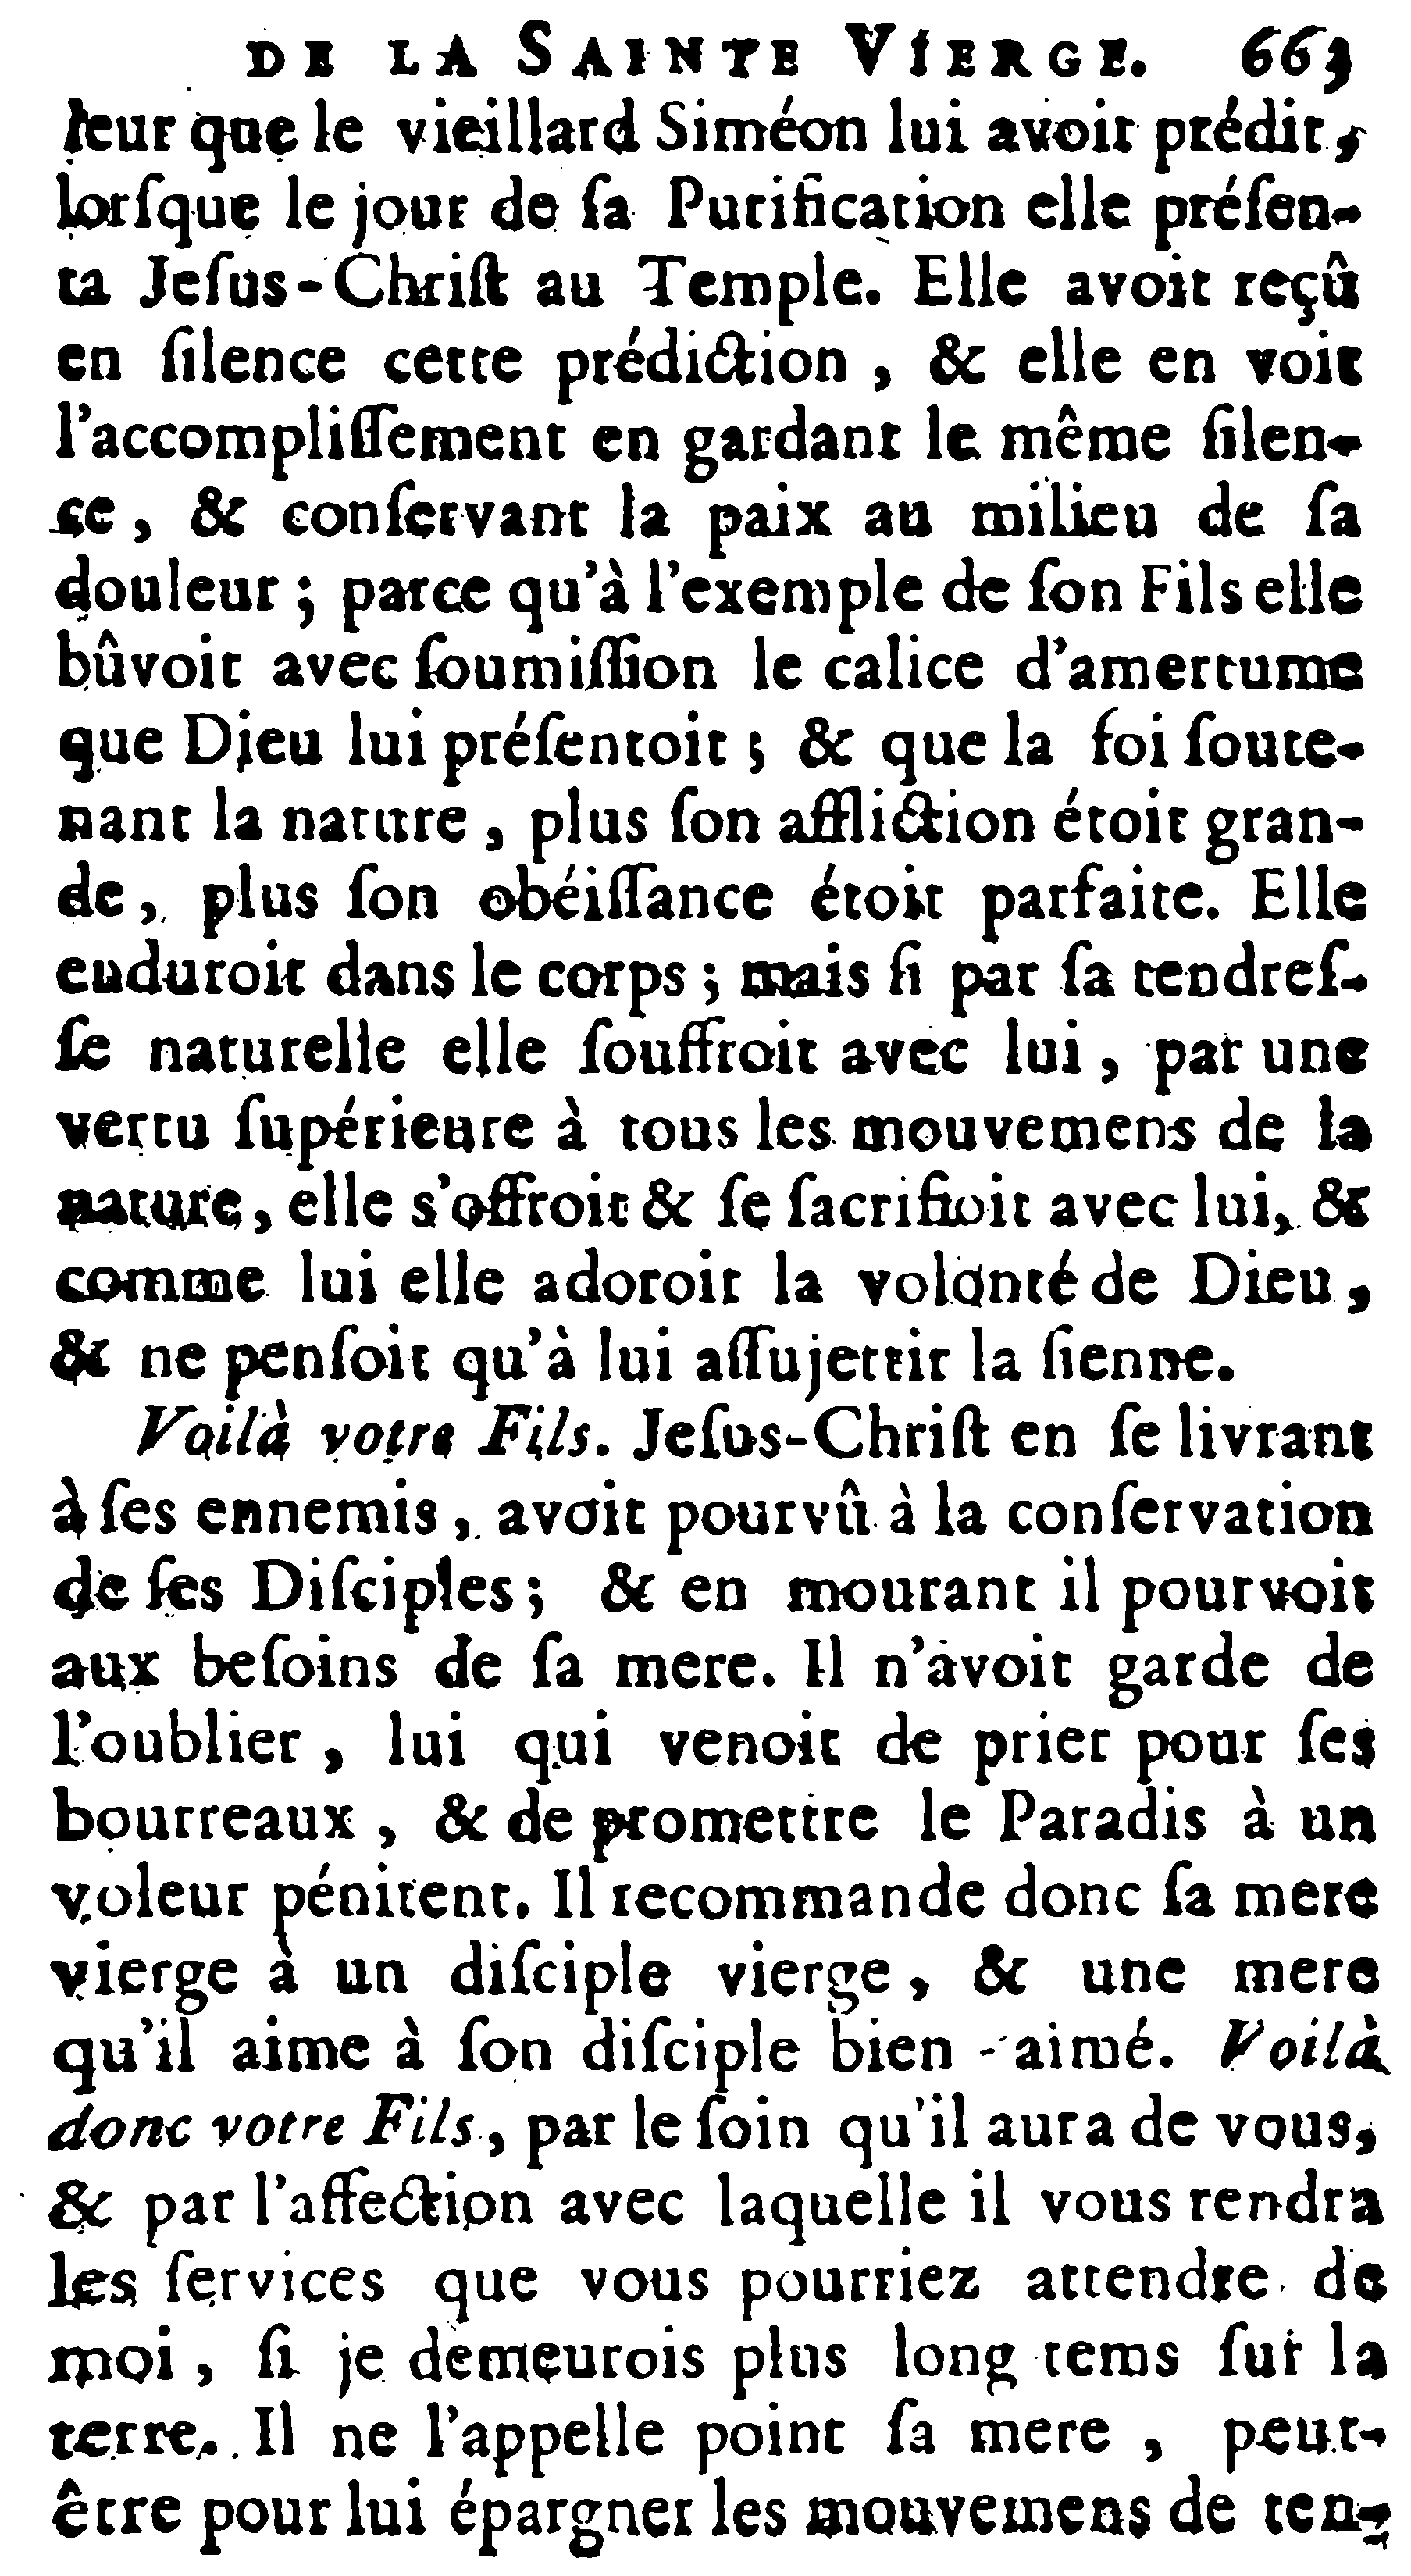 DE LA SAINTE VIERGE. 663
leur que le vieillard Siméon lui avoit prédit,
lorſque le jour de ſa Purification elle préſen-
ta Jeſus-Chriſt au Temple. Elle avoit reçû
en ſilence cette prédiction, & elle en voit
l'accompliſſement en gardant le même ſilen-
ce, & conſervant la paix au milieu de ſa
douleur; parce qu'à l'exemple de ſon Fils elle
bûvoit avec ſoumiſſion le calice d'amertume
que Dieu lui préſentoit; & que la foi ſoute-
nant la nature, plus ſon affliction étoit gran-
de, plus ſon obéiſſance étoit parfaite. Elle
enduroit dans le corps; mais ſi par ſa tendreſ-
ſe naturelle elle ſouffroit avec lui, par une
vertu ſupérieure à tous les mouvemens de la
nature, elle s'offroit & ſe ſacrifioit avec lui, &
comme lui elle adoroit la volonté de Dieu,
& ne penſoit qu'à lui aſſujettir la ſienne.
Voilà votre Fils. Jeſus-Chriſt en ſe livrant
à ſes ennemis, avoit pourvû à la conſervation
de ſes Diſciples; & en mourant il pourvoit
aux beſoins de ſa mere. Il n'avoit garde de
l'oublier, lui qui venoit de prier pour ſes
bourreaux, & de promettre le Paradis à un
voleur pénitent. Il recommande donc ſa mere
vierge à un diſciple vierge, & une mere
qu'il aime à ſon diſciple bien-aimé. Voilà
donc votre Fils, par le ſoin qu'il aura de vous,
& par l'affection avec laquelle il vous rendra
les ſervices que vous pourriez attendre de
moi, ſi je demeurois plus long tems ſur la
terre. Il ne l'appelle point ſa mere, peut-
être pour lui épargner les mouvemens de ten-